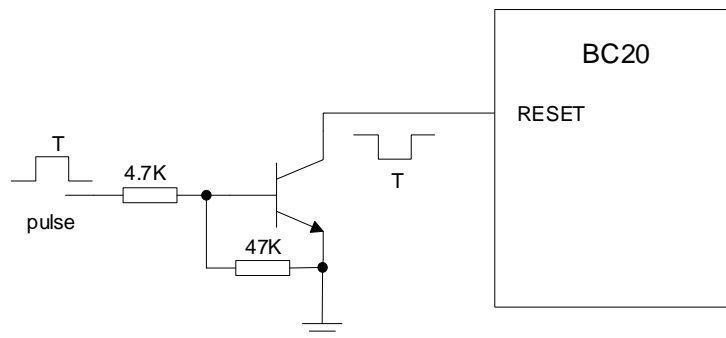 BC20
RESET
T
4.7K
T
pulse
47K